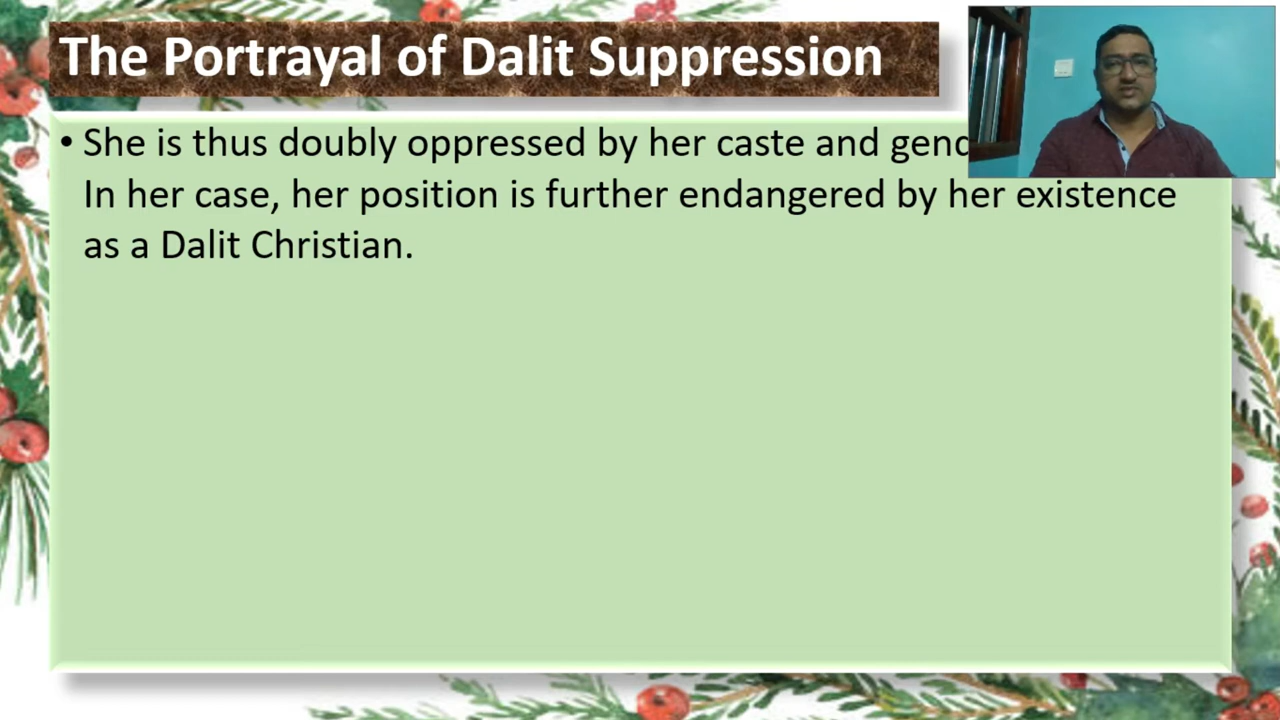 The Portrayal of Dalit Suppression
• She is thus doubly oppressed by her caste and
In her case, her position is further endangered by her existence
as a Dalit Christian.